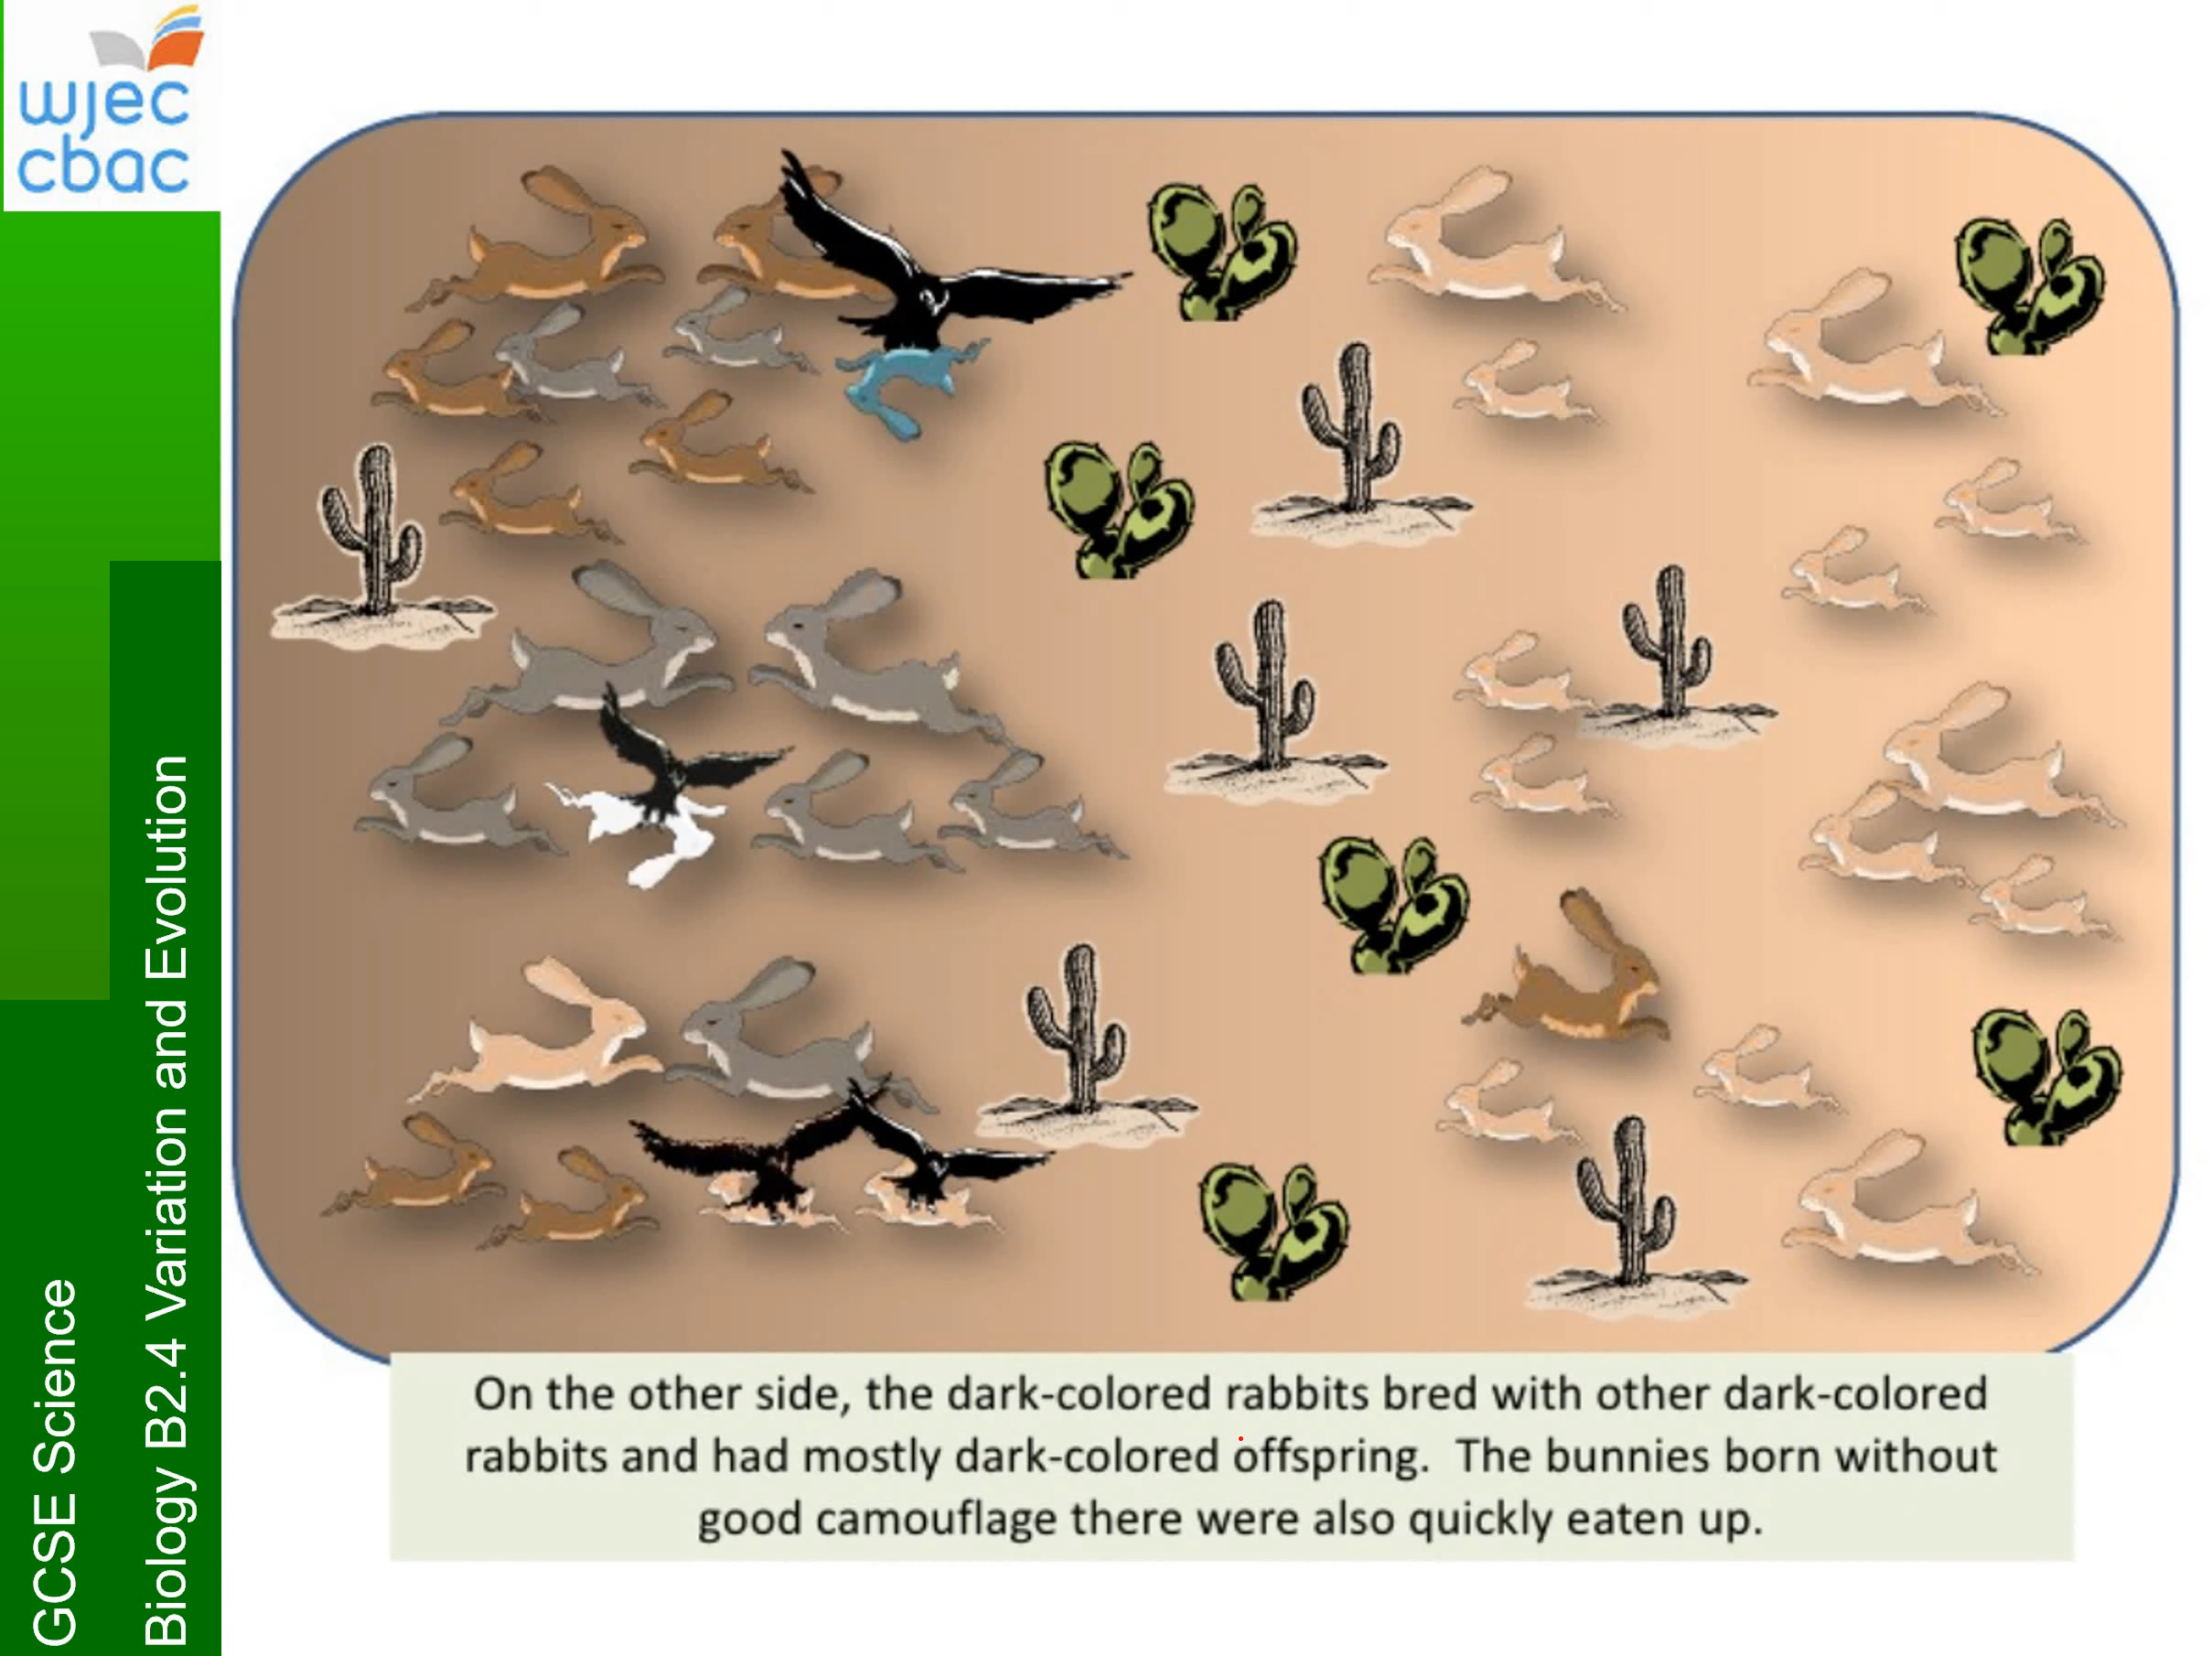 wjec
cbac
GCSE Science
Biology B2.4 Variation and Evolution
On the other side, the dark-colored rabbits bred with other dark-colored
rabbits and had mostly dark-colored offspring.  The bunnies born without
good camouflage there were also quickly eaten up.